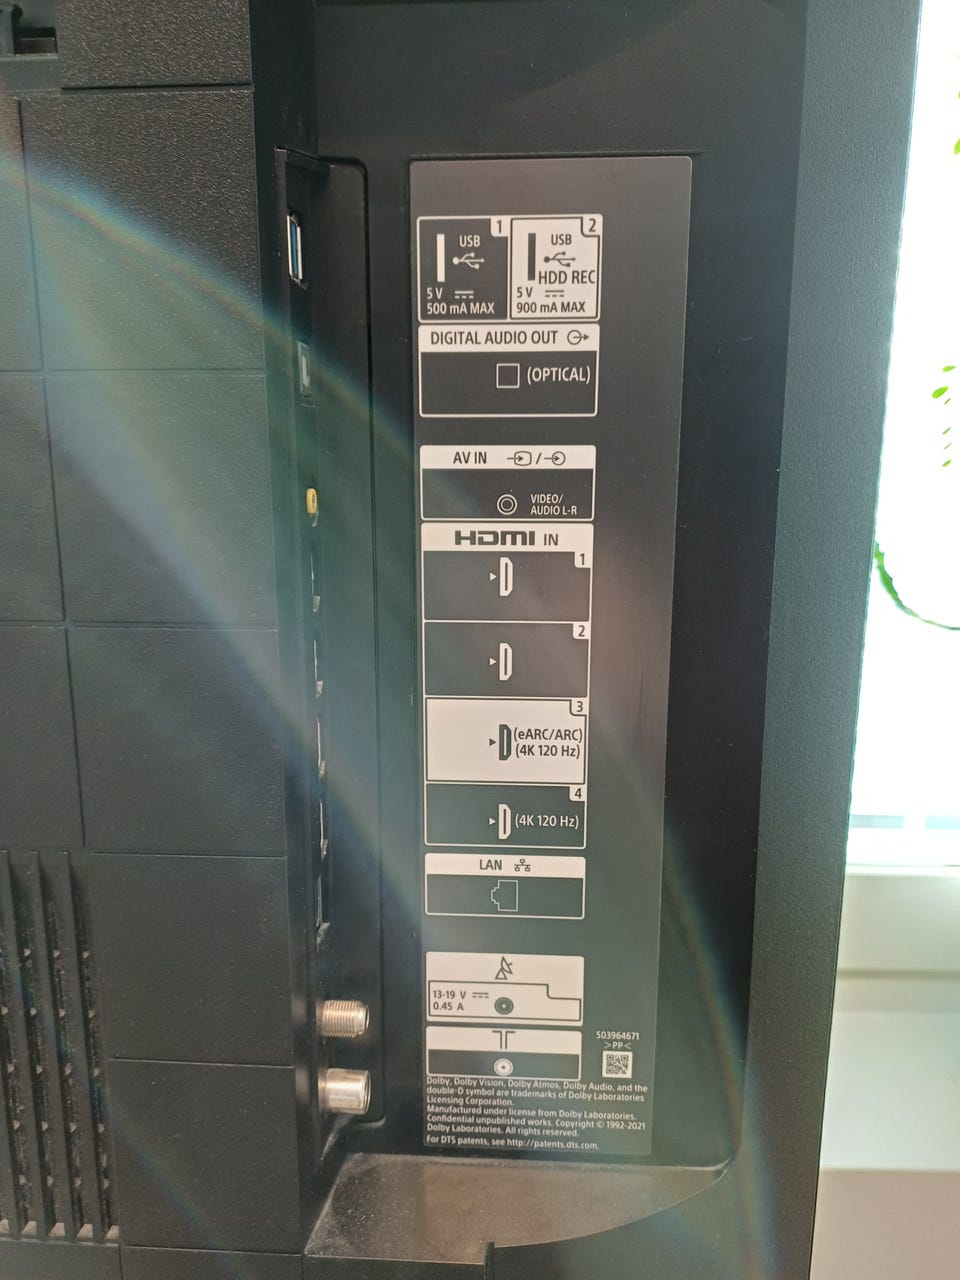 1
USB
5 V
500 mA MAX
2
USB
HDD REC
5 V
900 mA MAX
DIGITAL AUDIO OUT
(OPTICAL)
AV IN /
VIDEO/
AUDIO L-R
HDMI IN
1
2
3
(eARC/ARC)
(4K 120 Hz)
4
(4K 120 Hz)
LAN
13-19 V
0.45 A
503964671
>PP<
Dolby, Dolby Vision, Dolby Atmos, Dolby Audio, and the
double-D symbol are trademarks of Dolby Laboratories
Licensing Corporation.
Manufactured under license from Dolby Laboratories.
Confidential unpublished works. Copyright © 1992-2021
Dolby Laboratories. All rights reserved.
For DTS patents, see http://patents.dts.com.